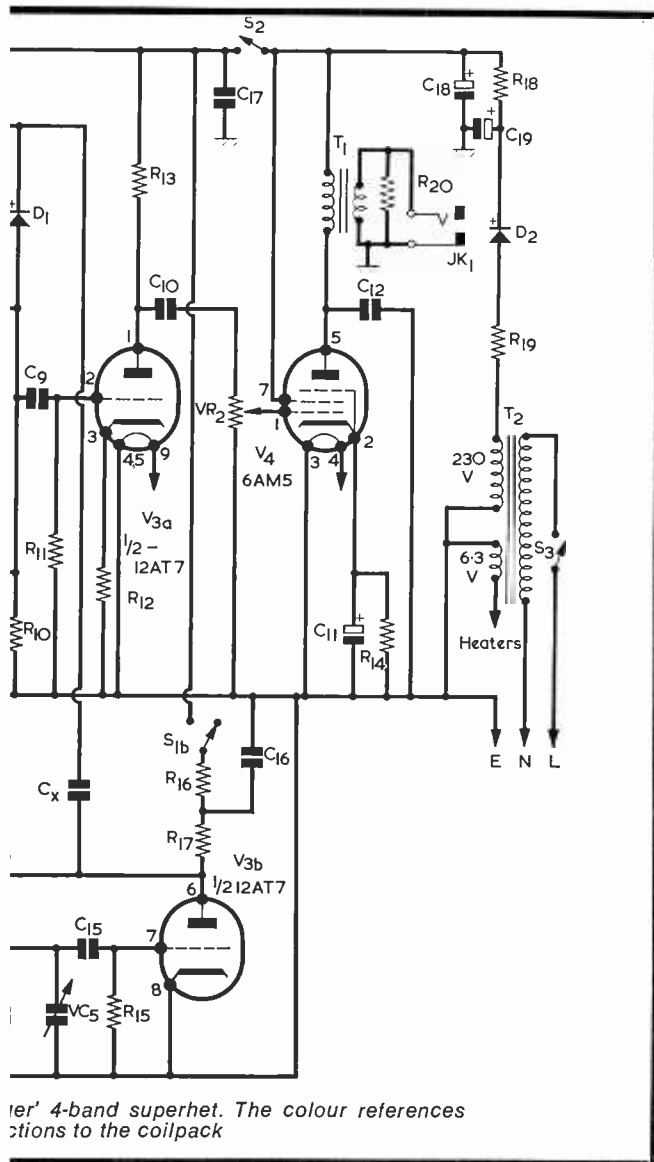 S2
C17
C18
+
R18
+
C19
T1
R13
R20
V
JK1
+
D1
+
D2
C10
C12
R19
1
5
C9
2
VR2
7
1
T2
3
4,5
9
V4
6AM5
3
4
2
230
V
V3a
1/2 –
12AT7
R11
S3
6·3
V
R12
R10
+
C11
R14
Heaters
S1b
C16
E N L
R16
CX
R17
V3b
6
1/2 12AT7
C15
7
8
VC5
R15
er' 4-band superhet. The colour references
ctions to the coilpack